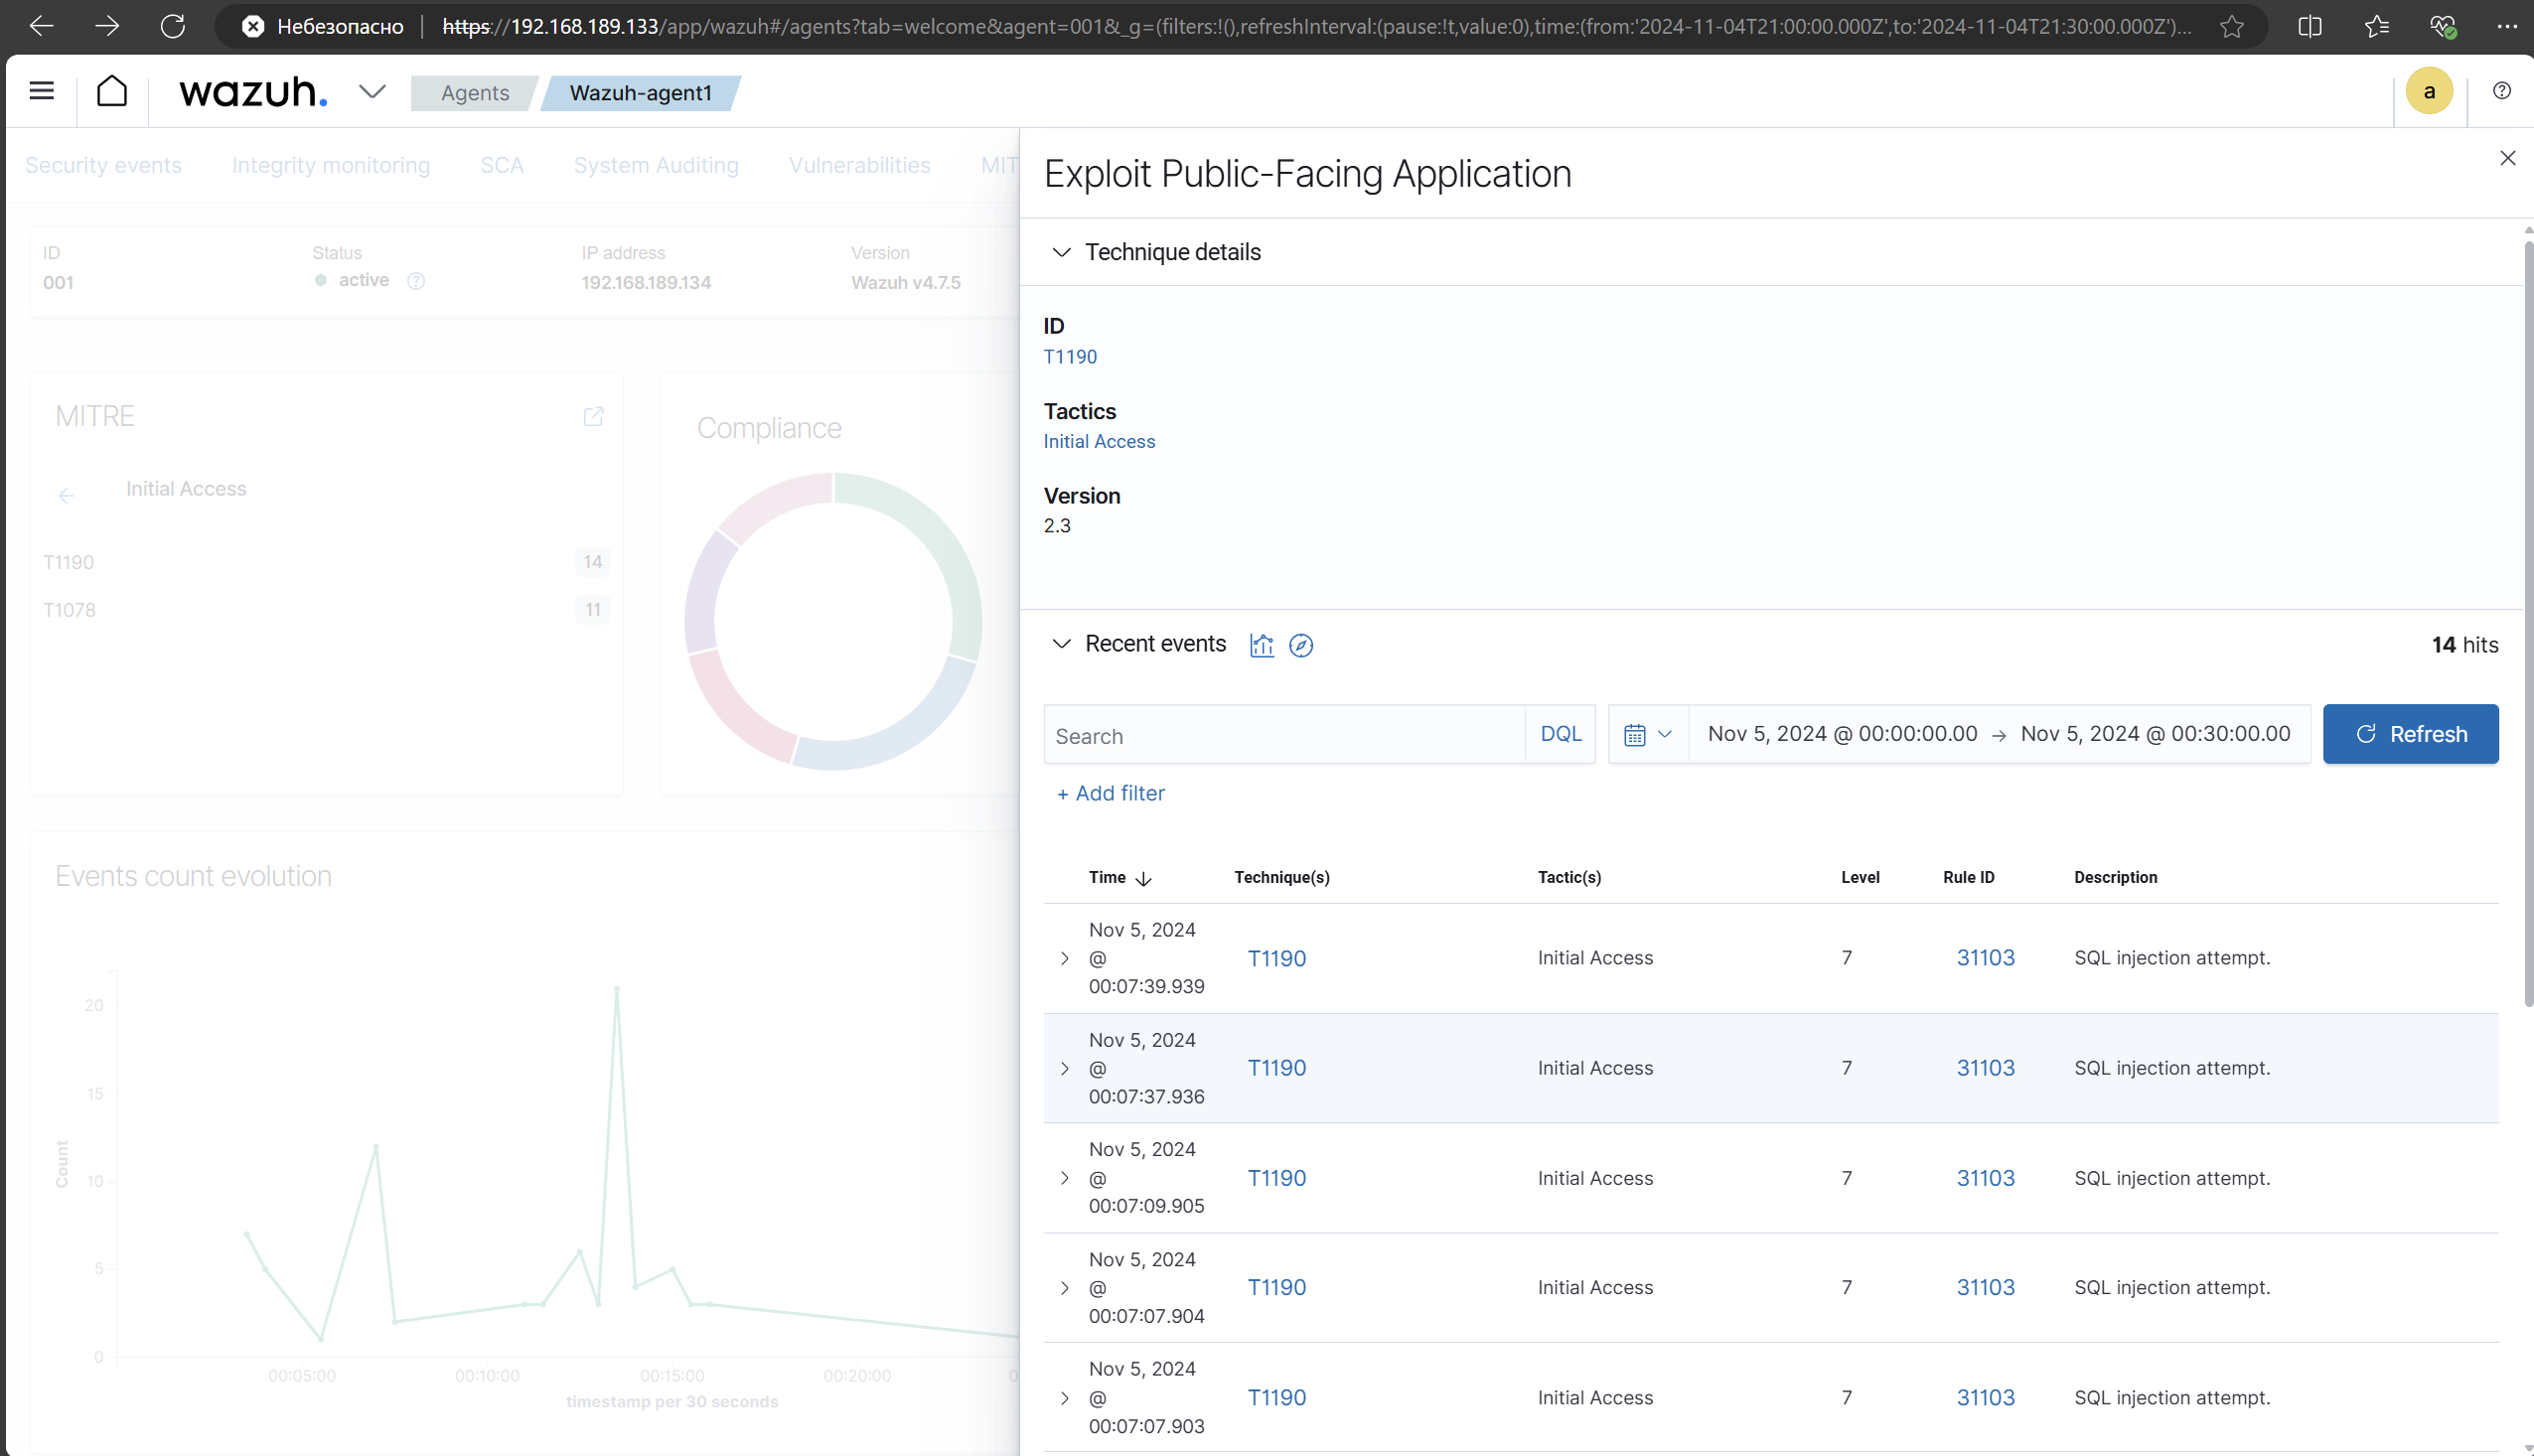 Небезопасно
https://192.168.189.133/app/wazuh#/agents?tab=welcome&agent=001&_g=(filters:!(),refreshInterval:(pause:!t,value:0),time:(from:'2024-11-04T21:00:00.000Z',to:'2024-11-04T21:30:00.000Z')...
wazuh.
Agents
Wazuh-agent1
a
Security events
Integrity monitoring
SCA
System Auditing
Vulnerabilities
MIT
ID
001
Status
active
IP address
192.168.189.134
Version
Wazuh v4.7.5
MITRE
Initial Access
T1190 14
T1078 11
Compliance
Events count evolution
20
15
10
5
0
Count
00:05:00 00:10:00 00:15:00 00:20:00 0
timestamp per 30 seconds
Exploit Public-Facing Application
Technique details
ID
T1190
Tactics
Initial Access
Version
2.3
Recent events
14 hits
Search
DQL
Nov 5, 2024 @ 00:00:00.00 → Nov 5, 2024 @ 00:30:00.00
Refresh
+ Add filter
Time Technique(s) Tactic(s) Level Rule ID Description
Nov 5, 2024
@
00:07:39.939
T1190 Initial Access 7 31103 SQL injection attempt.
Nov 5, 2024
@
00:07:37.936
T1190 Initial Access 7 31103 SQL injection attempt.
Nov 5, 2024
@
00:07:09.905
T1190 Initial Access 7 31103 SQL injection attempt.
Nov 5, 2024
@
00:07:07.904
T1190 Initial Access 7 31103 SQL injection attempt.
Nov 5, 2024
@
00:07:07.903
T1190 Initial Access 7 31103 SQL injection attempt.